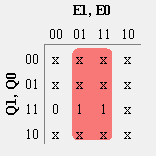 E1, E0
00 01 11 10
Q1, Q0
00 x x x x
01 x x x x
11 0 1 1 x
10 x x x x